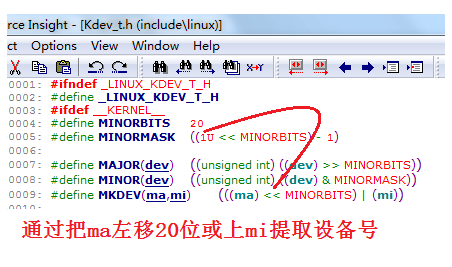 rce Insight - [Kdev_t.h (include\linux)]
ct Options View Window Help
0001: #ifndef _LINUX_KDEV_T_H
0002: #define _LINUX_KDEV_T_H
0003: #ifdef __KERNEL__
0004: #define MINORBITS 20
0005: #define MINORMASK ((1U << MINORBITS) - 1)
0006:
0007: #define MAJOR(dev) ((unsigned int) ((dev) >> MINORBITS))
0008: #define MINOR(dev) ((unsigned int) ((dev) & MINORMASK))
0009: #define MKDEV(ma,mi) (((ma) << MINORBITS) | (mi))
通过把ma左移20位或上mi提取设备号